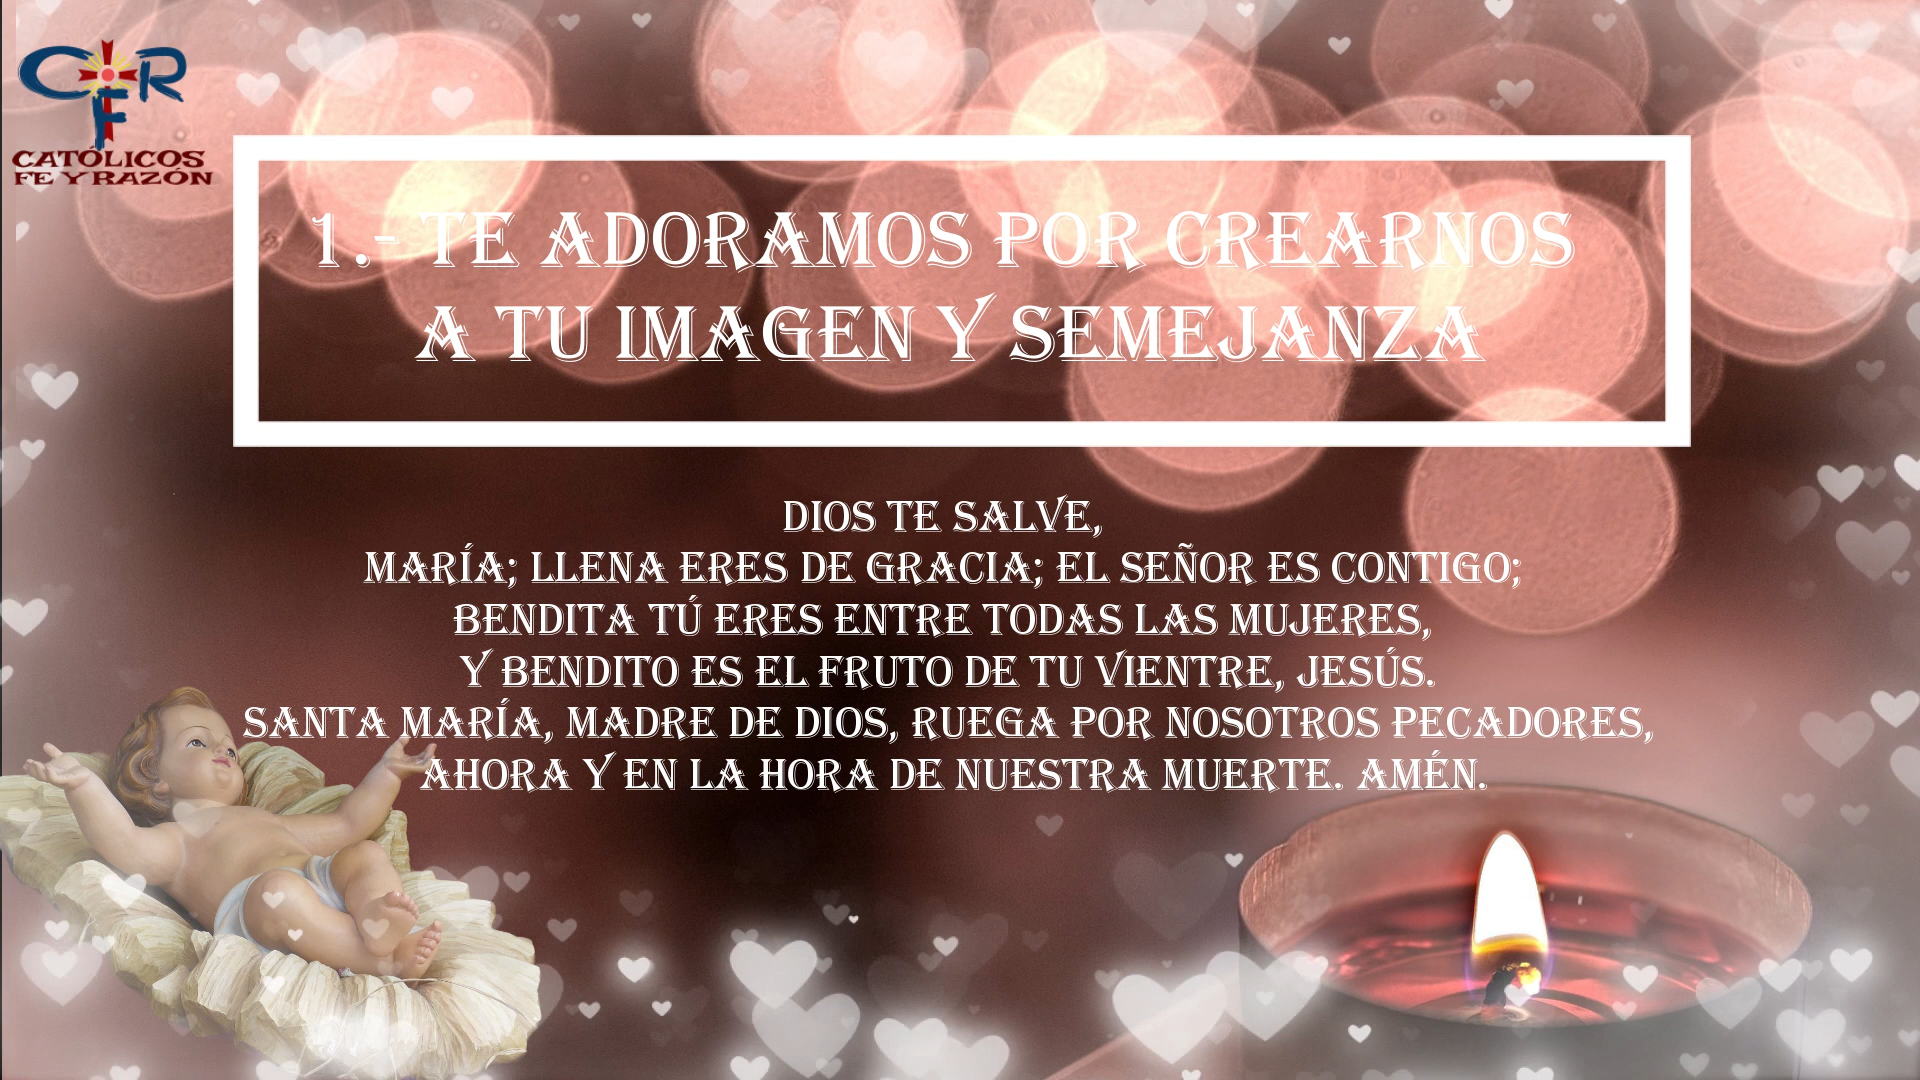 CFR
CATÓLICOS
FE Y RAZÓN
1.- TE ADORAMOS POR CREARNOS
A TU IMAGEN Y SEMEJANZA
DIOS TE SALVE,
MARÍA; LLENA ERES DE GRACIA; EL SEÑOR ES CONTIGO;
BENDITA TÚ ERES ENTRE TODAS LAS MUJERES,
Y BENDITO ES EL FRUTO DE TU VIENTRE, JESÚS.
SANTA MARÍA, MADRE DE DIOS, RUEGA POR NOSOTROS PECADORES,
AHORA Y EN LA HORA DE NUESTRA MUERTE. AMÉN.